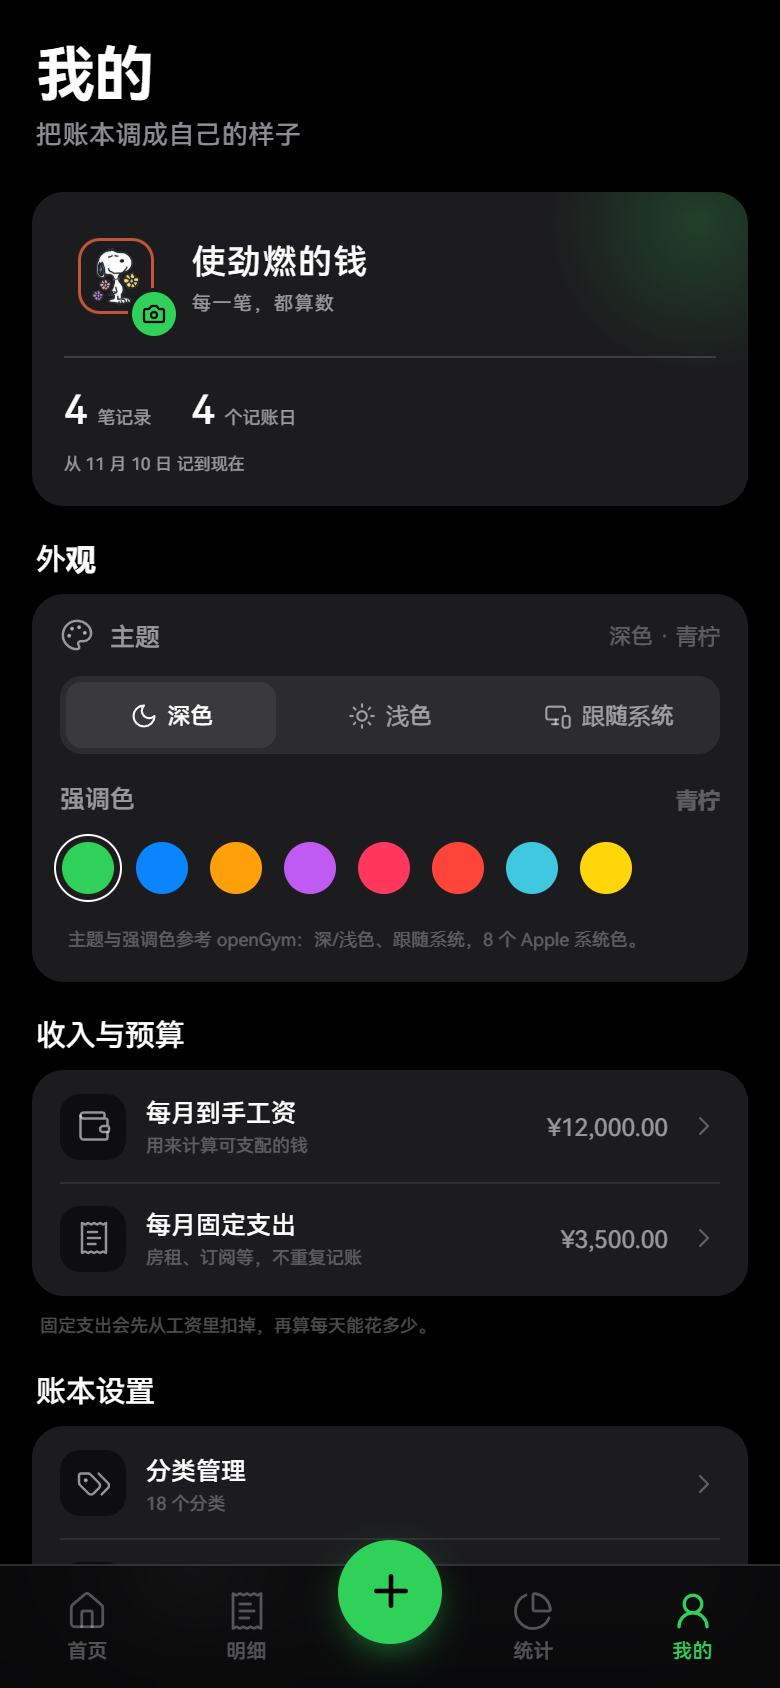 我的
把账本调成自己的样子
使劲燃的钱
每一笔，都算数
4 笔记录 4 个记账日
从 11 月 10 日 记到现在
外观
主题 深色 · 青柠
深色 浅色 跟随系统
强调色 青柠
主题与强调色参考 openGym：深/浅色、跟随系统，8 个 Apple 系统色。
收入与预算
每月到手工资 ¥12,000.00
用来计算可支配的钱
每月固定支出 ¥3,500.00
房租、订阅等，不重复记账
固定支出会先从工资里扣掉，再算每天能花多少。
账本设置
分类管理
18 个分类
首页 明细 统计 我的